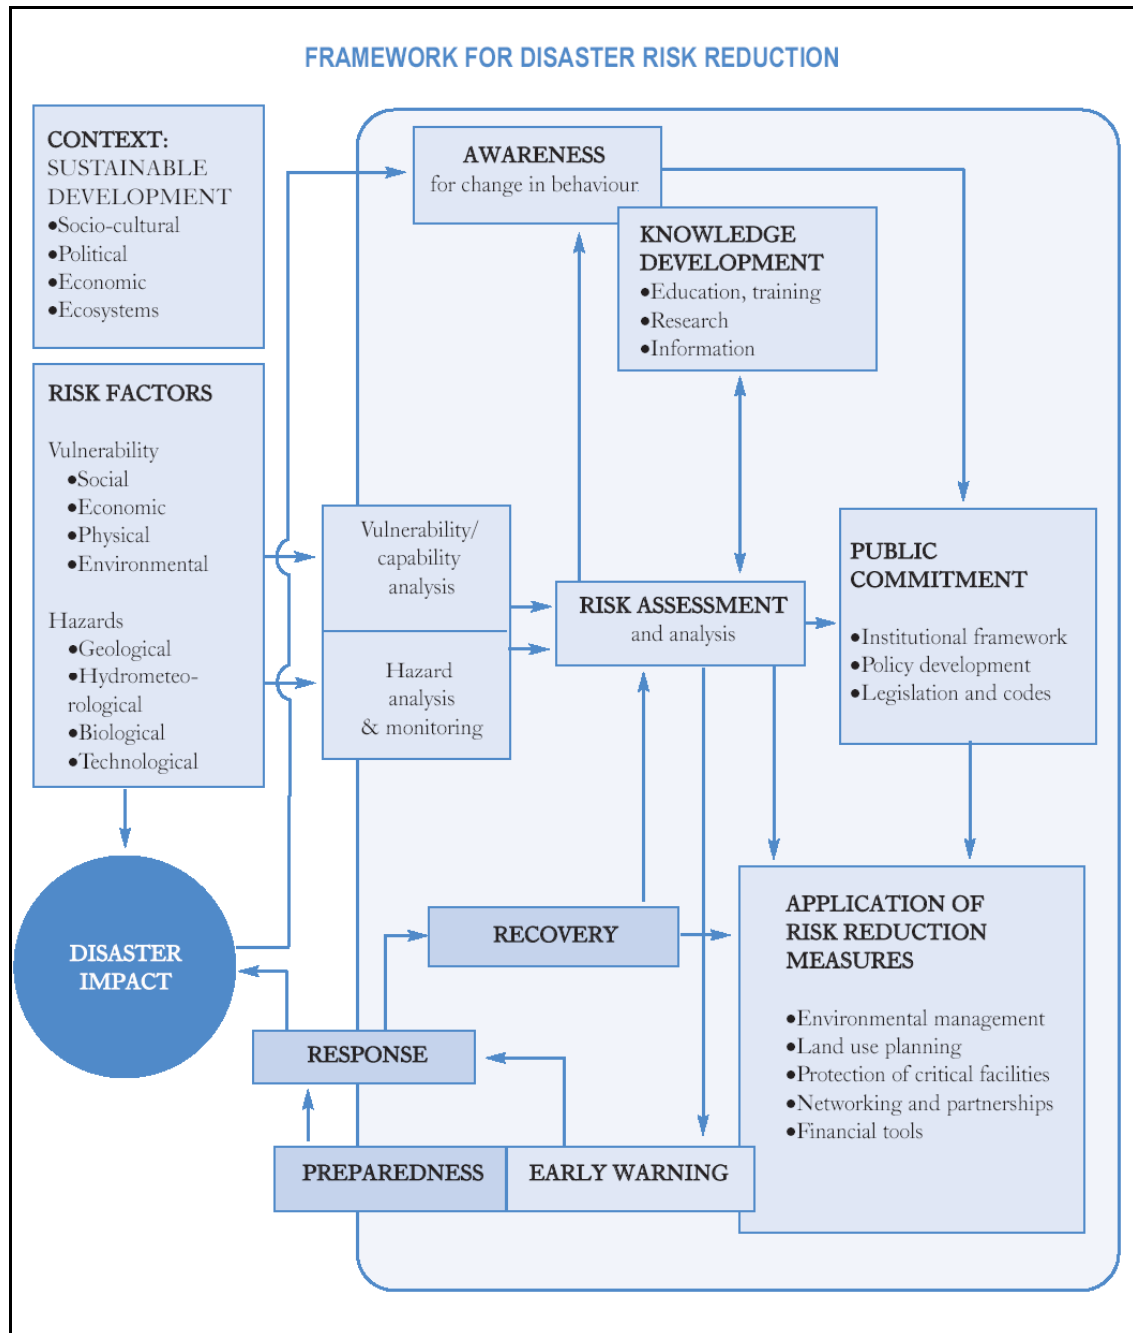 FRAMEWORK FOR DISASTER RISK REDUCTION
CONTEXT:
SUSTAINABLE
DEVELOPMENT
•Socio-cultural
•Political
•Economic
•Ecosystems
AWARENESS
for change in behaviour
KNOWLEDGE
DEVELOPMENT
•Education, training
•Research
•Information
RISK FACTORS
Vulnerability
•Social
•Economic
•Physical
•Environmental
Hazards
•Geological
•Hydrometeo-
rological
•Biological
•Technological
Vulnerability/
capability
analysis
Hazard
analysis
& monitoring
RISK ASSESSMENT
and analysis
PUBLIC
COMMITMENT
•Institutional framework
•Policy development
•Legislation and codes
DISASTER
IMPACT
RECOVERY
RESPONSE
PREPAREDNESS
EARLY WARNING
APPLICATION OF
RISK REDUCTION
MEASURES
•Environmental management
•Land use planning
•Protection of critical facilities
•Networking and partnerships
•Financial tools